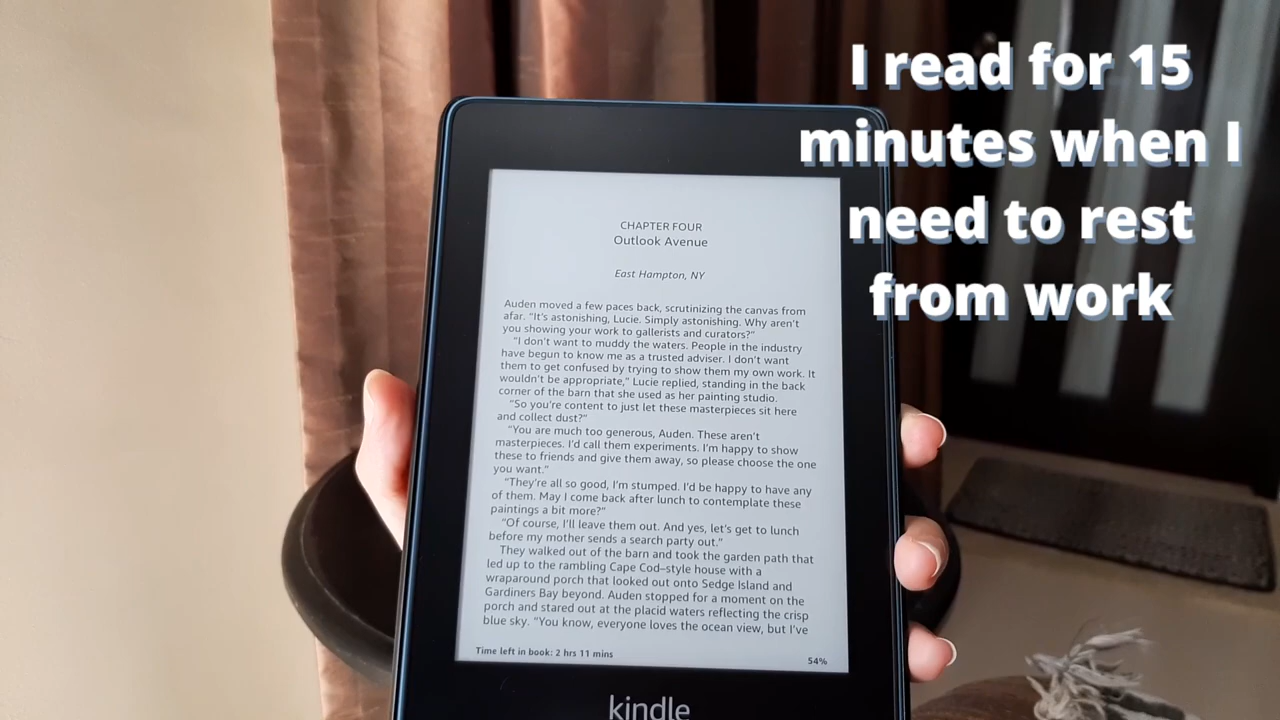 I read for 15
minutes when I
need to rest
from work
CHAPTER FOUR
Outlook Avenue
East Hampton, NY
Auden moved a few paces back, scrutinizing the canvas from
afar. “It’s astonishing, Lucie. Simply astonishing. Why aren’t
you showing your work to gallerists and curators?”
“I don’t want to muddy the waters. People in the industry
have begun to know me as a trusted adviser. I don’t want
them to get confused by trying to show them my own work. It
wouldn’t be appropriate,” Lucie replied, standing in the back
corner of the barn that she used as her painting studio.
“So you’re content to just let these masterpieces sit here
and collect dust?”
“You are much too generous, Auden. These aren’t
masterpieces. I’d call them experiments. I’m happy to show
these to friends and give them away, so please choose the one
you want.”
“They’re all so good, I’m stumped. I’d be happy to have any
of them. May I come back after lunch to contemplate these
paintings a bit more?”
“Of course, I’ll leave them out. And yes, let’s get to lunch
before my mother sends a search party out.”
They walked out of the barn and took the garden path that
led up to the rambling Cape Cod–style house with a
wraparound porch that looked out onto Sedge Island and
Gardiners Bay beyond. Auden stopped for a moment on the
porch and stared out at the placid waters reflecting the crisp
blue sky. “You know, everyone loves the ocean view, but I’ve
Time left in book: 2 hrs 11 mins
54%
kindle